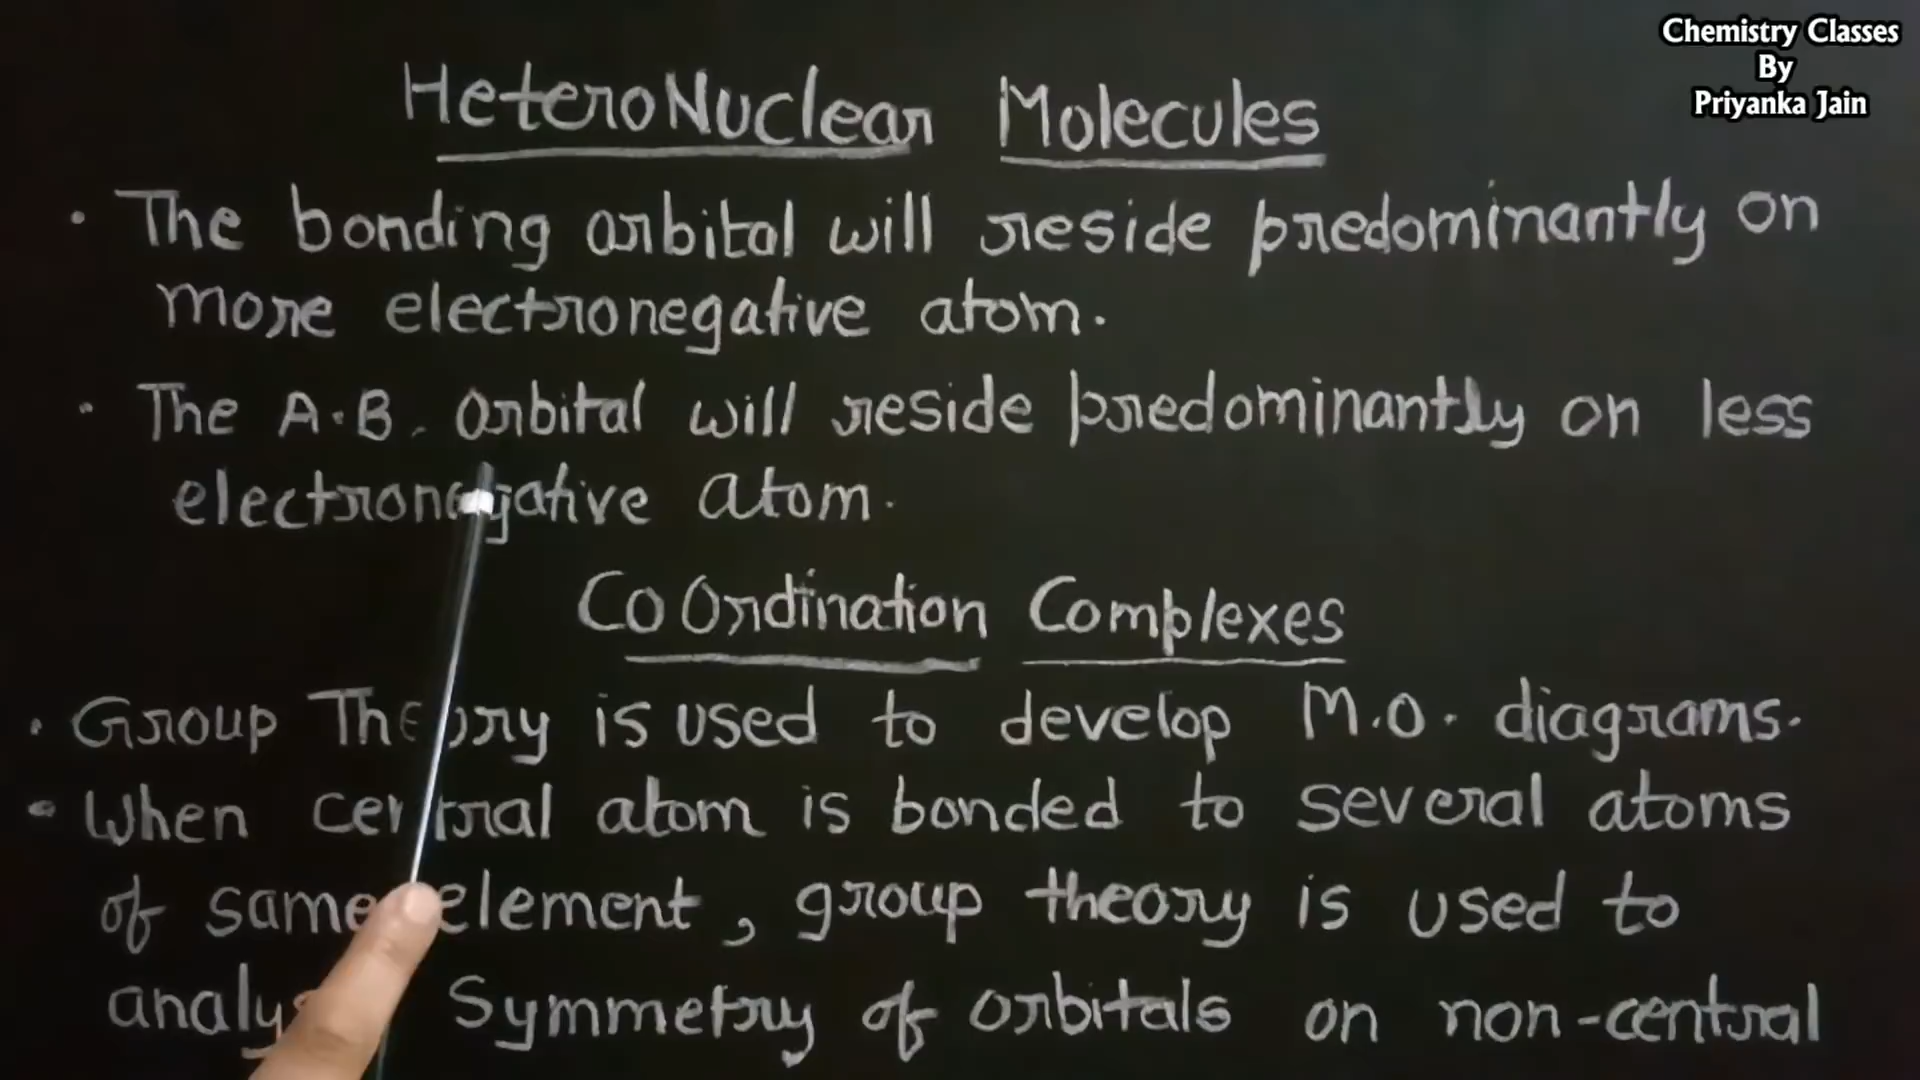 Chemistry Classes
By
Priyanka Jain
HeteroNuclear Molecules
• The bonding orbital will reside predominantly on
more electronegative atom.
• The A.B. Orbital will reside predominantly on less
electronegative atom.
CoOrdination Complexes
• Group Theory is used to develop M.O. diagrams.
• When central atom is bonded to several atoms
of same element, group theory is used to
Symmetry of orbitals on non-central